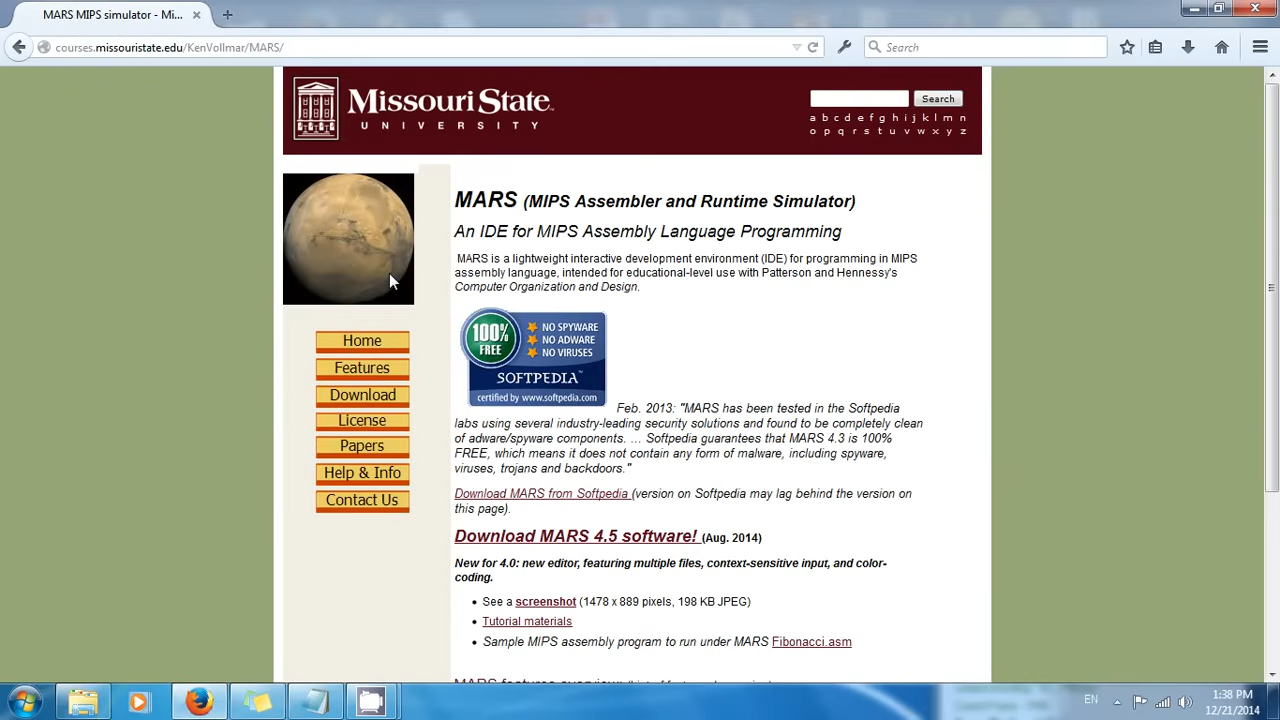 MARS MIPS simulator - Mi...
courses.missouristate.edu/KenVollmar/MARS/
Search
Missouri State
UNIVERSITY
Search
a b c d e f g h i j k l m n
o p q r s t u v w x y z
MARS (MIPS Assembler and Runtime Simulator)
An IDE for MIPS Assembly Language Programming
MARS is a lightweight interactive development environment (IDE) for programming in MIPS
assembly language, intended for educational-level use with Patterson and Hennessy's
Computer Organization and Design.
Home
Features
Download
License
Papers
Help & Info
Contact Us
100%
FREE
NO SPYWARE
NO ADWARE
NO VIRUSES
SOFTPEDIA™
certified by www.softpedia.com
Feb. 2013: "MARS has been tested in the Softpedia
labs using several industry-leading security solutions and found to be completely clean
of adware/spyware components. ... Softpedia guarantees that MARS 4.3 is 100%
FREE, which means it does not contain any form of malware, including spyware,
viruses, trojans and backdoors."
Download MARS from Softpedia (version on Softpedia may lag behind the version on
this page).
Download MARS 4.5 software! (Aug. 2014)
New for 4.0: new editor, featuring multiple files, context-sensitive input, and color-
coding.
See a screenshot (1478 x 889 pixels, 198 KB JPEG)
Tutorial materials
Sample MIPS assembly program to run under MARS Fibonacci.asm
MARS features overview
EN
1:38 PM
12/21/2014